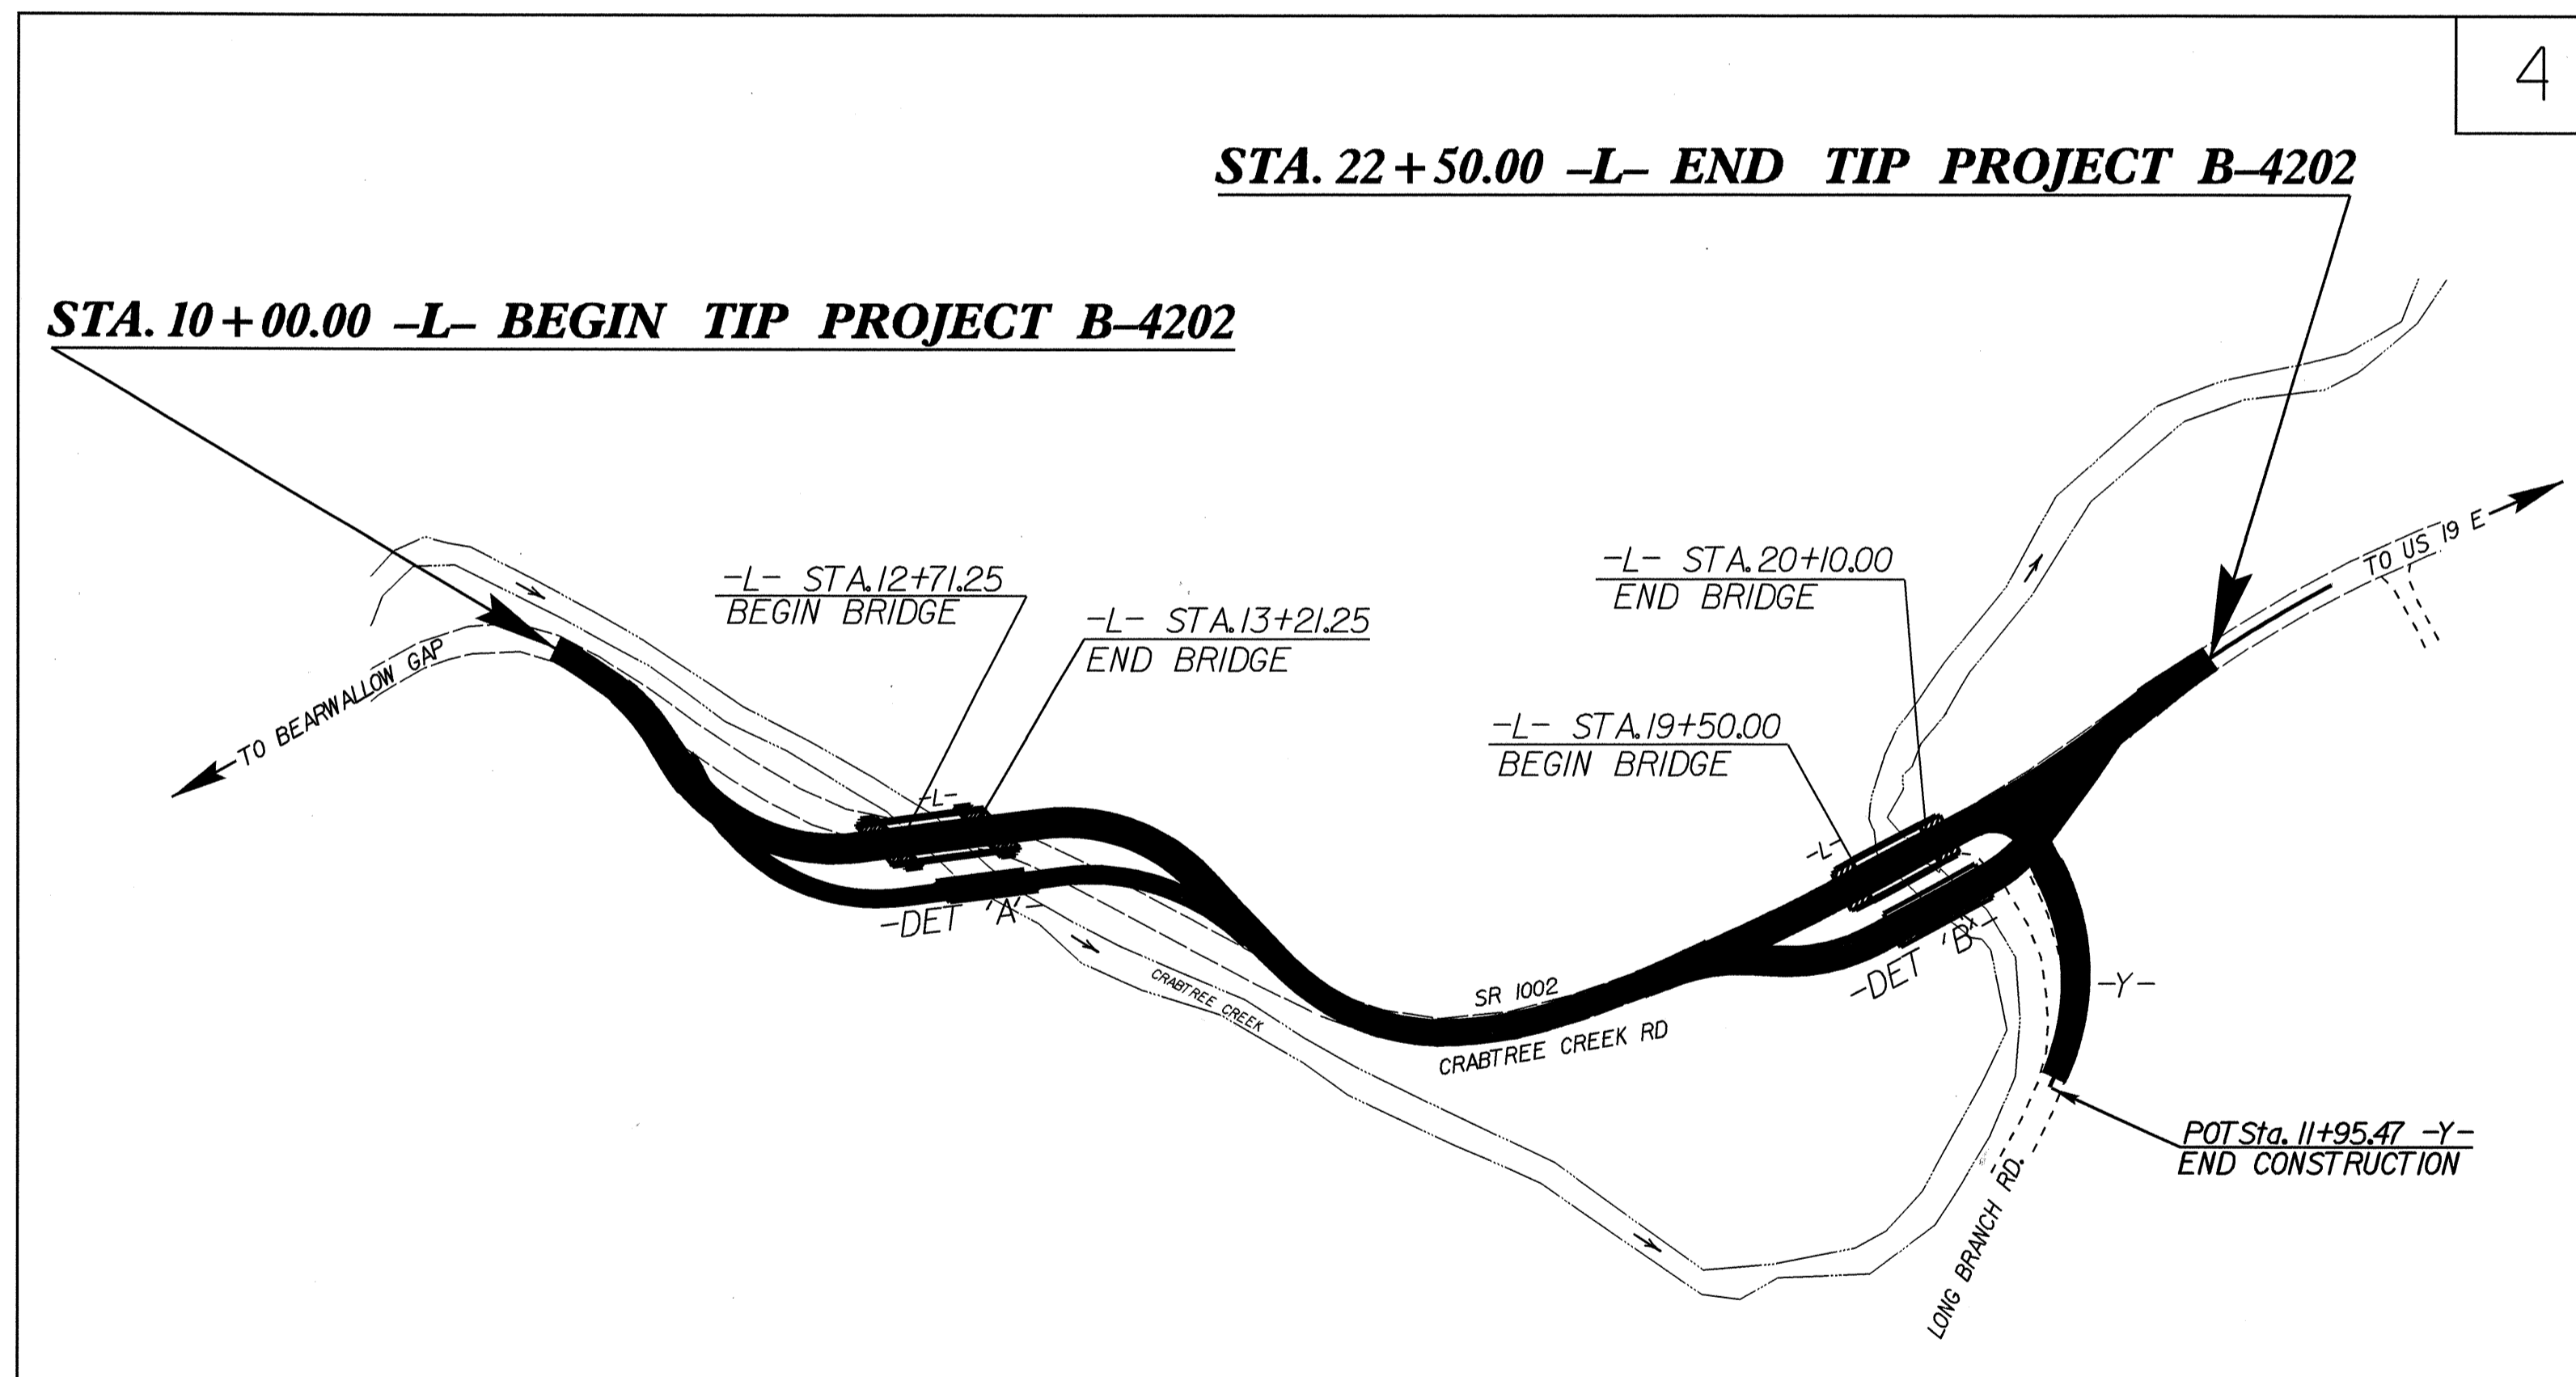 4
STA. 22+50.00 –L– END TIP PROJECT B–4202
STA. 10+00.00 –L– BEGIN TIP PROJECT B–4202
TO US 19 E
-L- STA.12+71.25
BEGIN BRIDGE
-L- STA.13+21.25
END BRIDGE
-L- STA.20+10.00
END BRIDGE
-L- STA.19+50.00
BEGIN BRIDGE
TO BEARWALLOW GAP
-L-
-L-
-DET 'A'-
-DET 'B'-
CRABTREE CREEK
SR 1002
CRABTREE CREEK RD
-Y-
POT Sta. 11+95.47 -Y-
END CONSTRUCTION
LONG BRANCH RD.